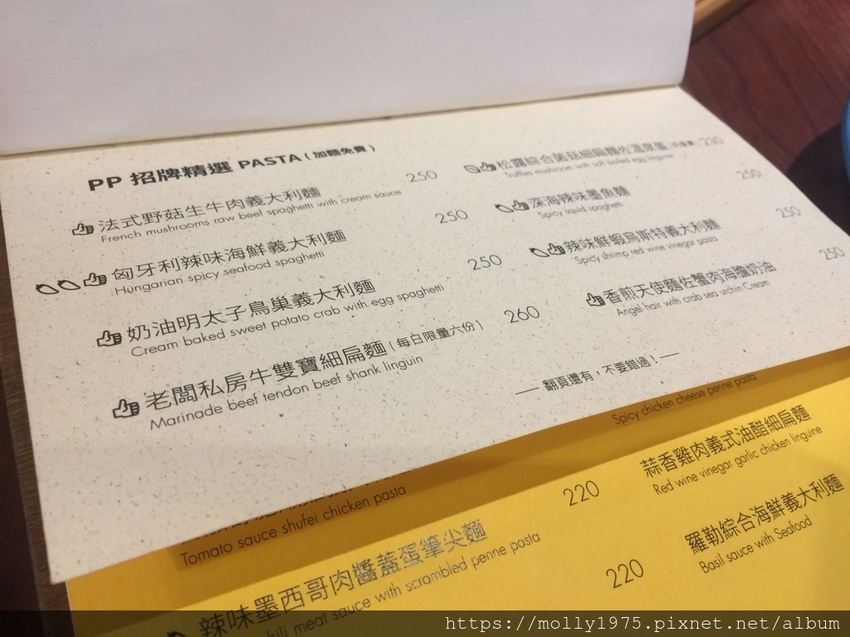 PP 招牌精選 PASTA ( 加麵免費 )
法式野菇生牛肉義大利麵 250
French mushrooms raw beef spaghetti with cream sauce
匈牙利辣味海鮮義大利麵 250
Hungarian spicy seafood spaghetti
奶油明太子鳥巢義大利麵 250
Cream baked sweet potato crab with egg spaghetti
老闆私房牛雙寶細扁麵 ( 每日限量六份 ) 260
Marinade beef tendon beef shank linguin
松露綜合菌菇細扁麵佐溫泉蛋 230
Truffles mushroom with soft boiled egg linguine
深海辣味墨魚麵 250
Spicy squid spaghetti
辣味鮮蝦烏斯特義大利麵 250
Spicy shrimp red wine vinegar pasta
香煎天使麵佐蟹肉海膽奶油 250
Angel hair with crab sea urchin Cream
— 翻頁還有，不要錯過！—
Tomato sauce shufei chicken pasta
220
辣味墨西哥肉醬蓋蛋筆尖麵
meat sauce with scrambled penne pasta
220
Spicy chicken cheese penne pasta
蒜香雞肉義式油醋細扁麵
Red wine vinegar garlic chicken linguine
羅勒綜合海鮮義大利麵
Basil sauce with Seafood
https://molly1975.pixnet.net/album